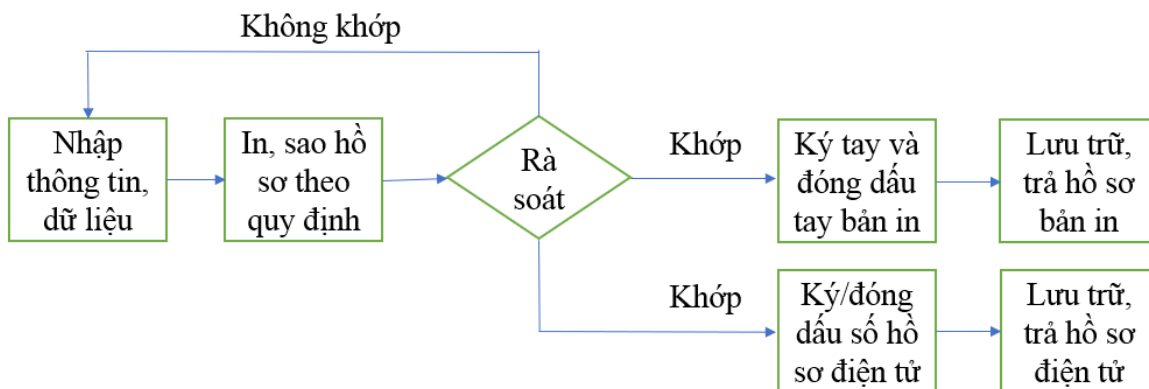 Không khớp
Nhập
thông tin,
dữ liệu
In, sao hồ
sơ theo
quy định
Rà
soát
Khớp
Ký tay và
đóng dấu
tay bản in
Lưu trữ,
trả hồ sơ
bản in
Khớp
Ký/đóng
dấu số hồ
sơ điện tử
Lưu trữ,
trả hồ sơ
điện tử